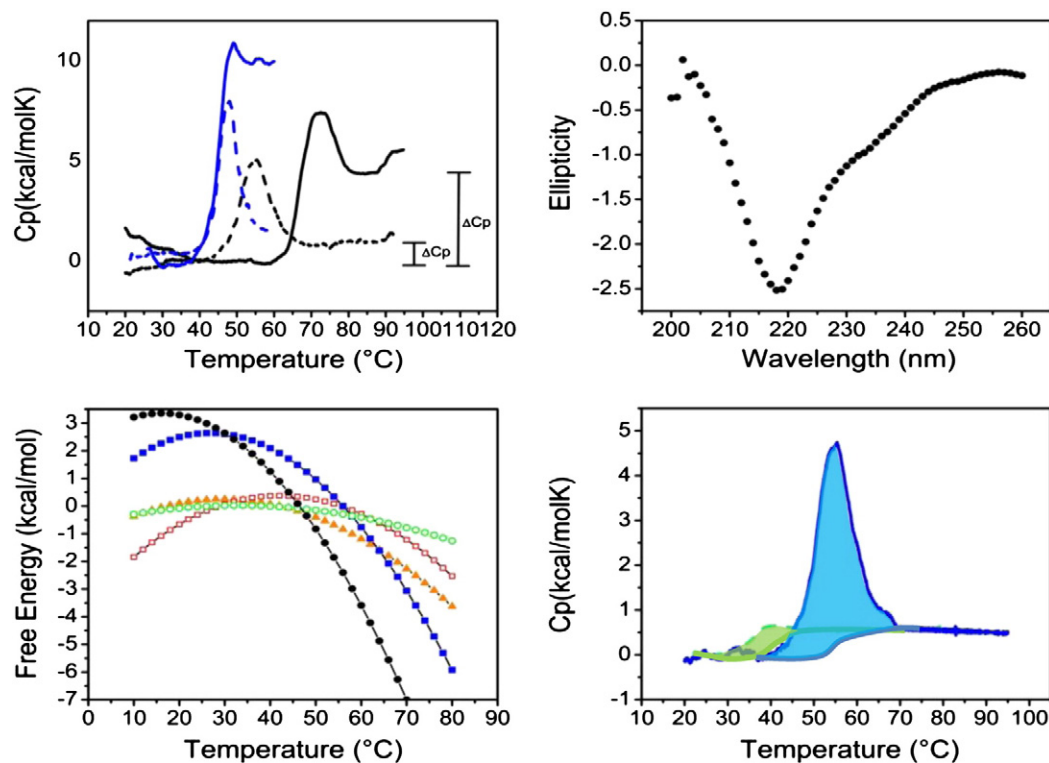 Cp(kcal/molK)
10
5
0
ΔCp
ΔCp
10 20 30 40 50 60 70 80 90 100 110 120
Temperature (°C)
Ellipticity
0.0
-0.5
-1.0
-1.5
-2.0
-2.5
200 210 220 230 240 250 260
Wavelength (nm)
Free Energy (kcal/mol)
3
2
1
0
-1
-2
-3
-4
-5
-6
-7
0 10 20 30 40 50 60 70 80 90
Temperature (°C)
Cp(kcal/molK)
5
4
3
2
1
0
-1
10 20 30 40 50 60 70 80 90 100
Temperature (°C)